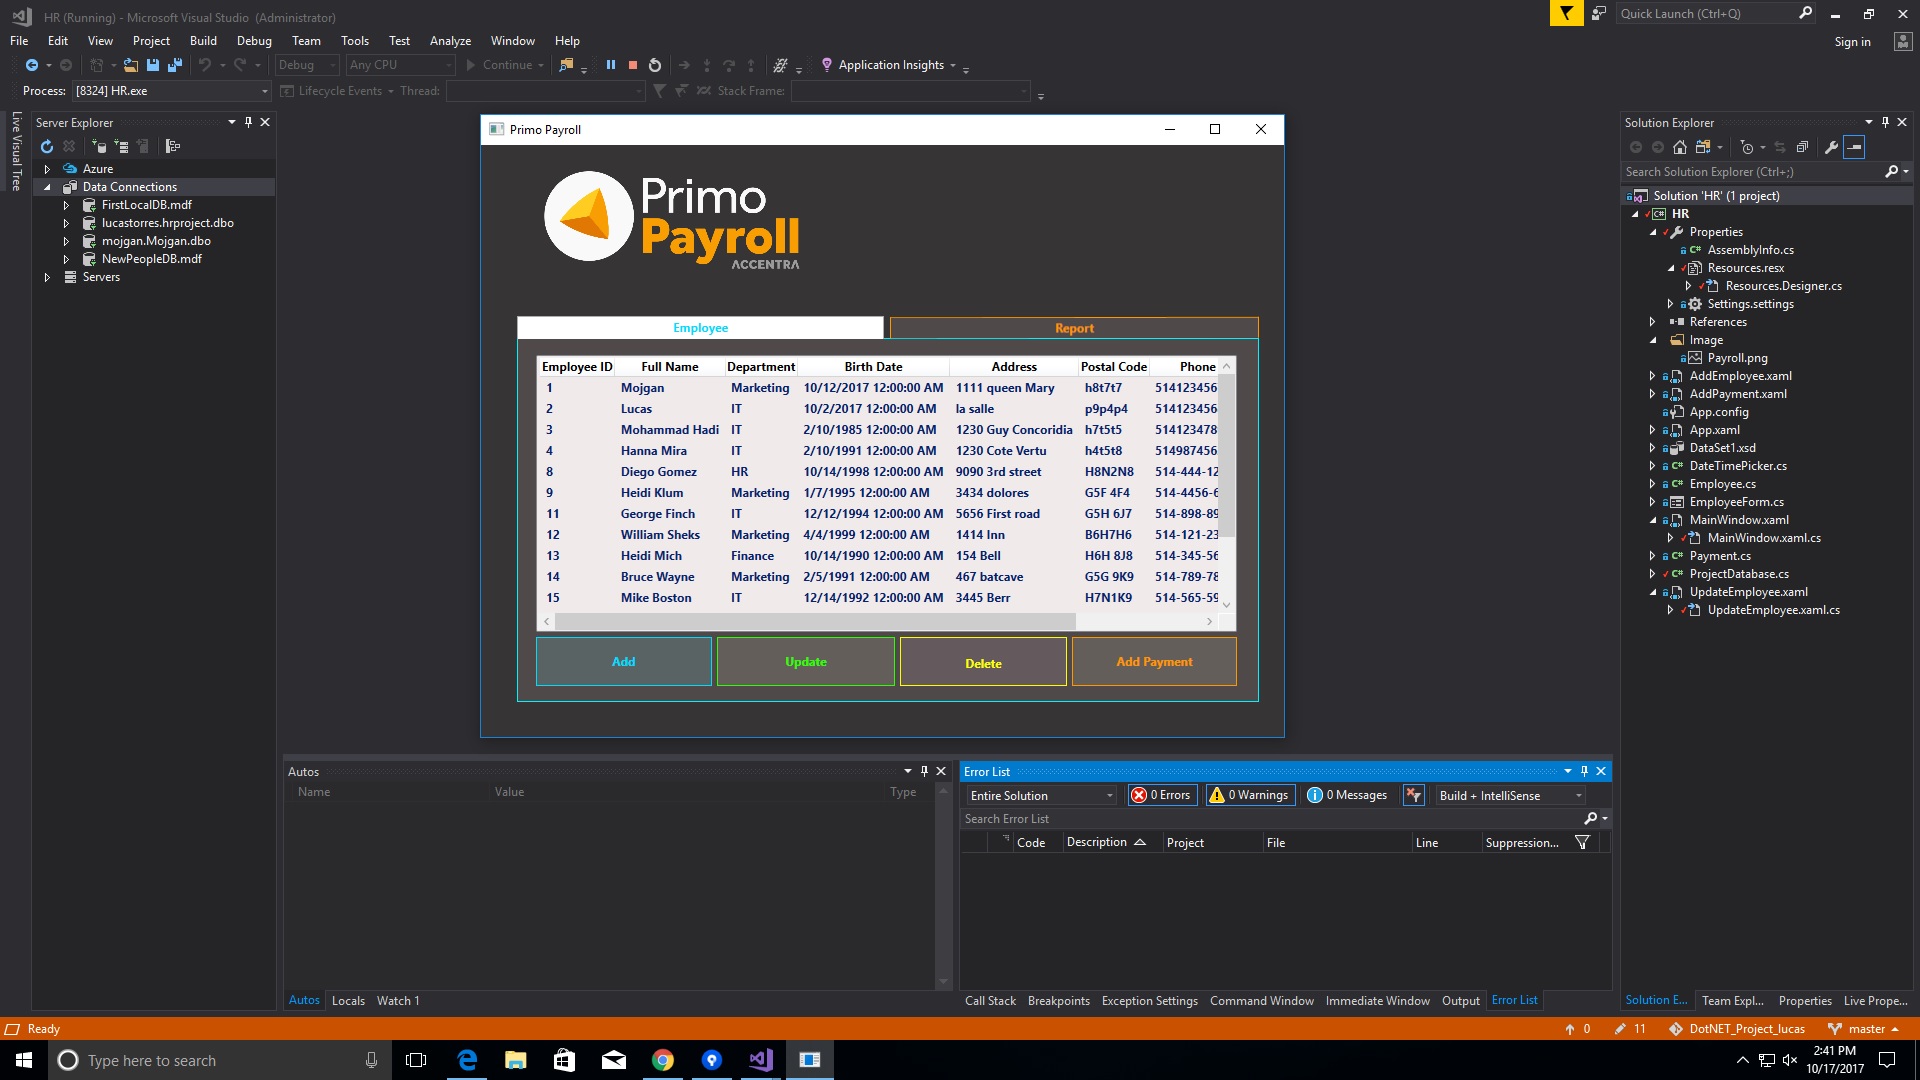 HR (Running) - Microsoft Visual Studio (Administrator)
Quick Launch (Ctrl+Q)
File Edit View Project Build Debug Team Tools Test Analyze Window Help
Sign in
Debug Any CPU Continue Application Insights
Process: [8324] HR.exe Lifecycle Events Thread: Stack Frame:
Live Visual Tree
Server Explorer
Azure
Data Connections
FirstLocalDB.mdf
lucastorres.hrproject.dbo
mojgan.Mojgan.dbo
NewPeopleDB.mdf
Servers
Primo Payroll
Primo
Payroll
ACCENTRA
Employee Report
Employee ID Full Name Department Birth Date Address Postal Code Phone
1 Mojgan Marketing 10/12/2017 12:00:00 AM 1111 queen Mary h8t7t7 514123456
2 Lucas IT 10/2/2017 12:00:00 AM la salle p9p4p4 514123456
3 Mohammad Hadi IT 2/10/1985 12:00:00 AM 1230 Guy Concoridia h7t5t5 514123478
4 Hanna Mira IT 2/10/1991 12:00:00 AM 1230 Cote Vertu h4t5t8 514987456
8 Diego Gomez HR 10/14/1998 12:00:00 AM 9090 3rd street H8N2N8 514-444-12
9 Heidi Klum Marketing 1/7/1995 12:00:00 AM 3434 dolores G5F 4F4 514-4456-6
11 George Finch IT 12/12/1994 12:00:00 AM 5656 First road G5H 6J7 514-898-89
12 William Sheks Marketing 4/4/1999 12:00:00 AM 1414 Inn B6H7H6 514-121-23
13 Heidi Mich Finance 10/14/1990 12:00:00 AM 154 Bell H6H 8J8 514-345-56
14 Bruce Wayne Marketing 2/5/1991 12:00:00 AM 467 batcave G5G 9K9 514-789-78
15 Mike Boston IT 12/14/1992 12:00:00 AM 3445 Berr H7N1K9 514-565-59
Add Update Delete Add Payment
Solution Explorer
Search Solution Explorer (Ctrl+;)
Solution 'HR' (1 project)
HR
Properties
AssemblyInfo.cs
Resources.resx
Resources.Designer.cs
Settings.settings
References
Image
Payroll.png
AddEmployee.xaml
AddPayment.xaml
App.config
App.xaml
DataSet1.xsd
DateTimePicker.cs
Employee.cs
EmployeeForm.cs
MainWindow.xaml
MainWindow.xaml.cs
Payment.cs
ProjectDatabase.cs
UpdateEmployee.xaml
UpdateEmployee.xaml.cs
Autos
Name Value Type
Autos Locals Watch 1
Error List
Entire Solution 0 Errors 0 Warnings 0 Messages Build + IntelliSense
Search Error List
Code Description Project File Line Suppression...
Call Stack Breakpoints Exception Settings Command Window Immediate Window Output Error List
Solution E... Team Expl... Properties Live Prope...
Ready
0 11 DotNET_Project_lucas master
Type here to search
2:41 PM
10/17/2017